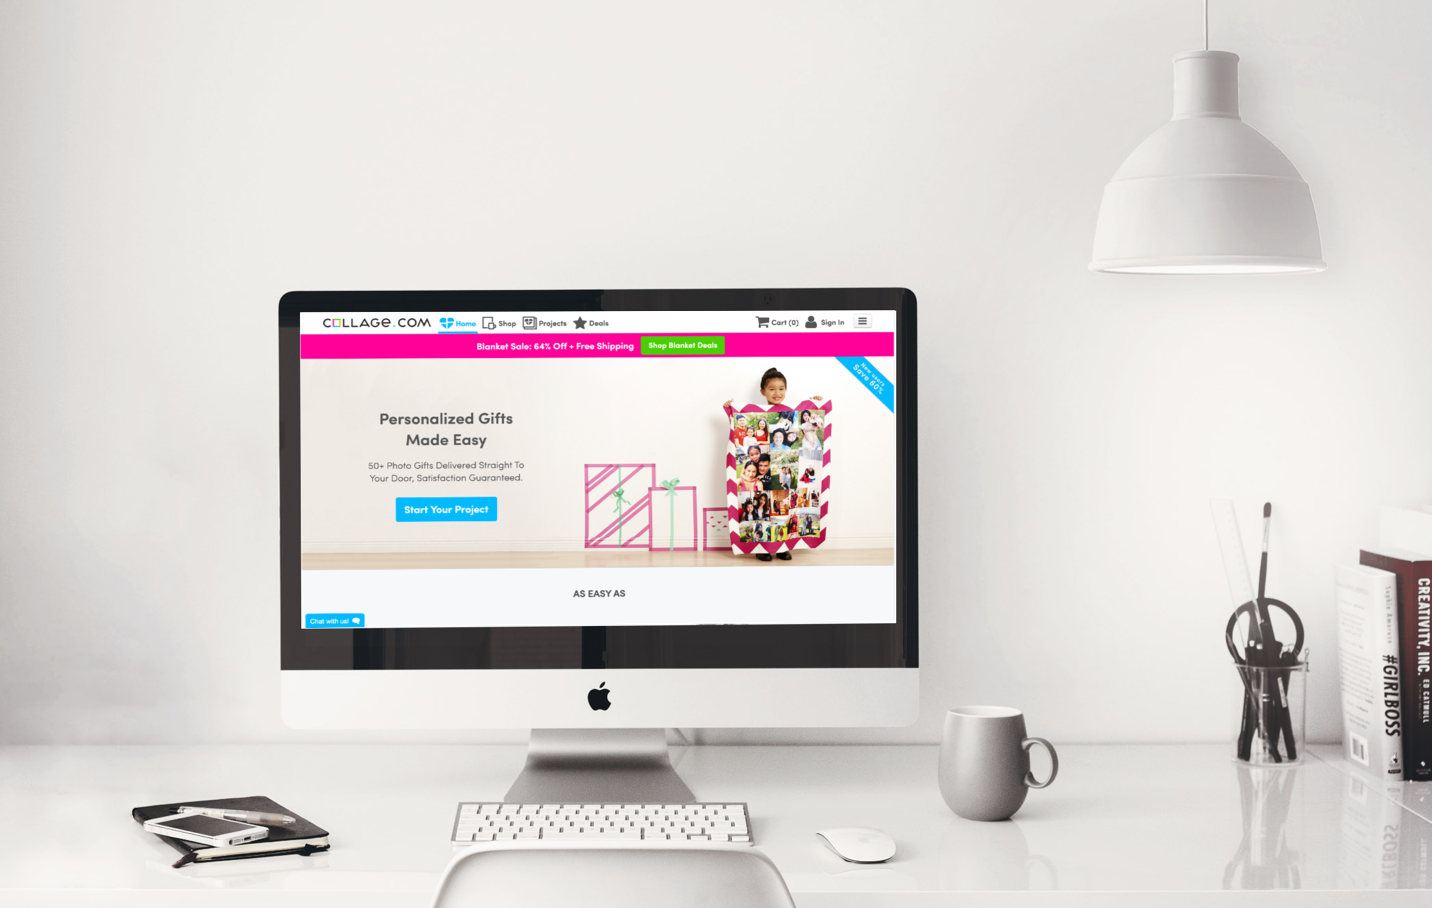 COLLAGE.COM
Home
Shop
Projects
Deals
Cart (0)
Sign In
Blanket Sale: 64% Off + Free Shipping
Shop Blanket Deals
New users
Save 60%
Personalized Gifts
Made Easy
50+ Photo Gifts Delivered Straight To
Your Door, Satisfaction Guaranteed.
Start Your Project
AS EASY AS
Chat with us!
Sophia Amoruso
#GIRLBOSS
CREATIVITY, INC.
ED CATMULL